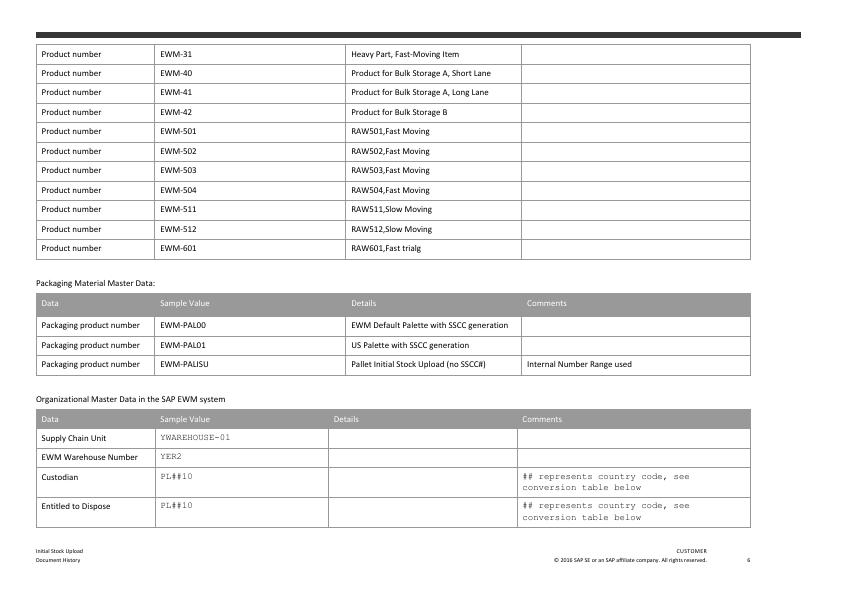 Product number EWM-31 Heavy Part, Fast-Moving Item
Product number EWM-40 Product for Bulk Storage A, Short Lane
Product number EWM-41 Product for Bulk Storage A, Long Lane
Product number EWM-42 Product for Bulk Storage B
Product number EWM-501 RAW501,Fast Moving
Product number EWM-502 RAW502,Fast Moving
Product number EWM-503 RAW503,Fast Moving
Product number EWM-504 RAW504,Fast Moving
Product number EWM-511 RAW511,Slow Moving
Product number EWM-512 RAW512,Slow Moving
Product number EWM-601 RAW601,Fast trialg
Packaging Material Master Data:
Data Sample Value Details Comments
Packaging product number EWM-PAL00 EWM Default Palette with SSCC generation
Packaging product number EWM-PAL01 US Palette with SSCC generation
Packaging product number EWM-PALISU Pallet Initial Stock Upload (no SSCC#) Internal Number Range used
Organizational Master Data in the SAP EWM system
Data Sample Value Details Comments
Supply Chain Unit YWAREHOUSE-01
EWM Warehouse Number YER2
Custodian PL##10 ## represents country code, see
conversion table below
Entitled to Dispose PL##10 ## represents country code, see
conversion table below
Initial Stock Upload CUSTOMER
Document History © 2016 SAP SE or an SAP affiliate company. All rights reserved. 6